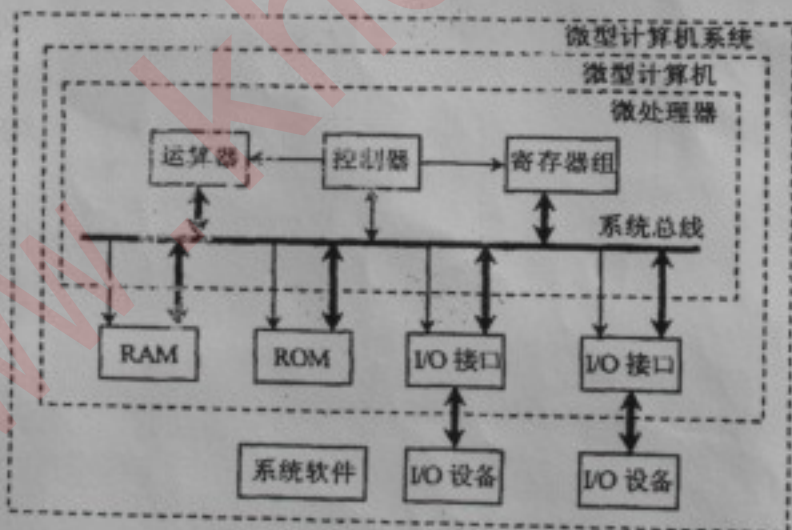 微型计算机系统
微型计算机
微处理器
运算器
控制器
寄存器组
系统总线
RAM
ROM
I/O 接口
I/O 接口
系统软件
I/O 设备
I/O 设备